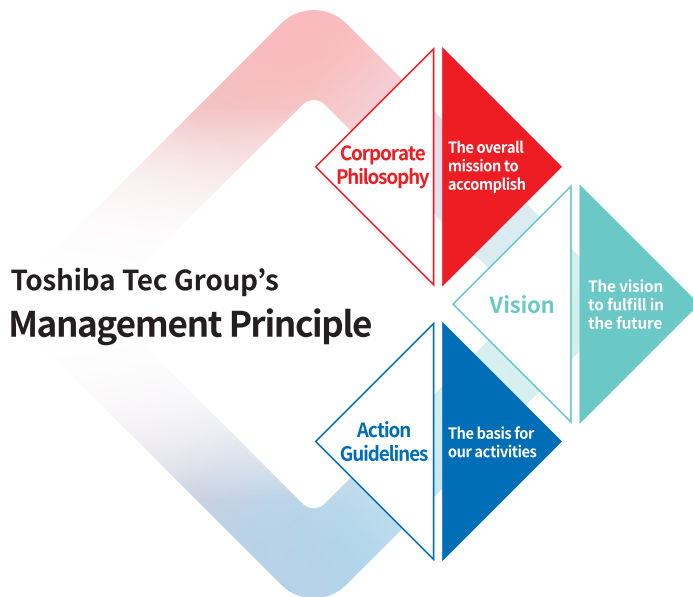 Toshiba Tec Group’s
Management Principle
Corporate
Philosophy
The overall
mission to
accomplish
Vision
The vision
to fulfill in
the future
Action
Guidelines
The basis for
our activities